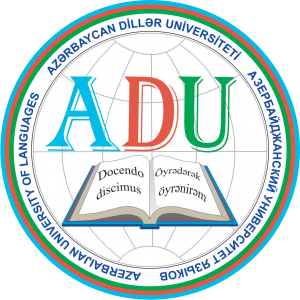 AZƏRBAYCAN DİLLƏR UNİVERSİTETİ
АЗЕРБАЙДЖАНСКИЙ УНИВЕРСИТЕТ ЯЗЫКОВ
AZERBAIJAN UNIVERSITY OF LANGUAGES
ADU
Docendo
discimus
Öyrədərək
öyrənirəm